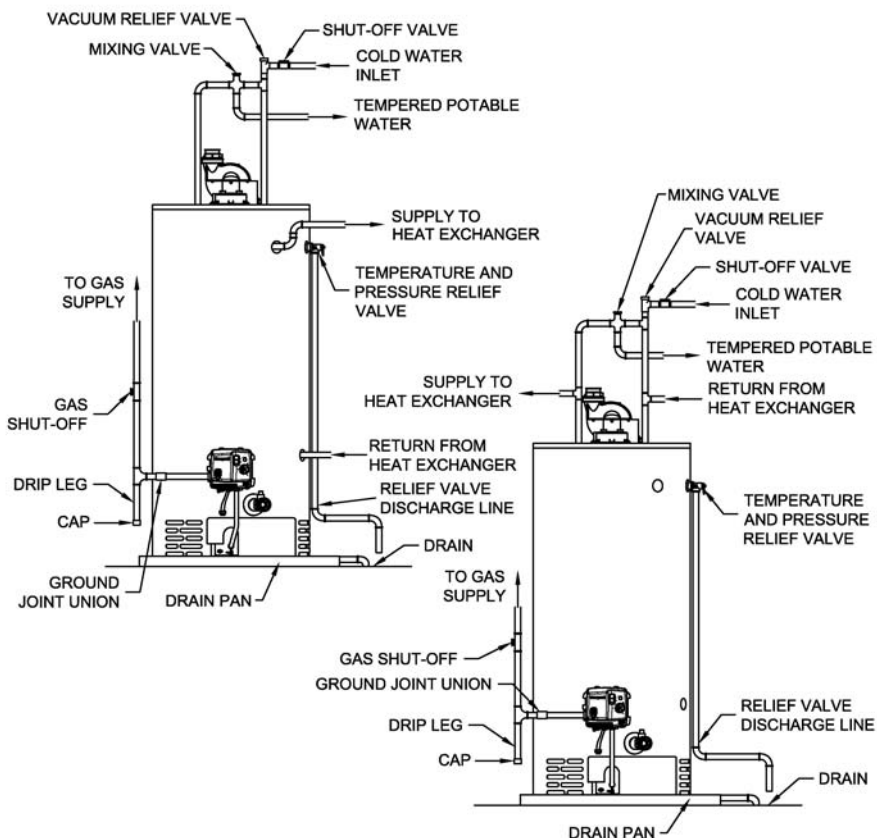 VACUUM RELIEF VALVE
SHUT-OFF VALVE
MIXING VALVE
COLD WATER
INLET
TEMPERED POTABLE
WATER
SUPPLY TO
HEAT EXCHANGER
TO GAS
SUPPLY
TEMPERATURE AND
PRESSURE RELIEF
VALVE
GAS
SHUT-OFF
RETURN FROM
HEAT EXCHANGER
DRIP LEG
RELIEF VALVE
DISCHARGE LINE
CAP
DRAIN
GROUND
JOINT UNION
DRAIN PAN
MIXING VALVE
VACUUM RELIEF
VALVE
SHUT-OFF VALVE
COLD WATER
INLET
TEMPERED POTABLE
WATER
SUPPLY TO
HEAT EXCHANGER
RETURN FROM
HEAT EXCHANGER
TEMPERATURE
AND PRESSURE
RELIEF VALVE
TO GAS
SUPPLY
GAS SHUT-OFF
GROUND JOINT UNION
DRIP LEG
RELIEF VALVE
DISCHARGE LINE
CAP
DRAIN
DRAIN PAN